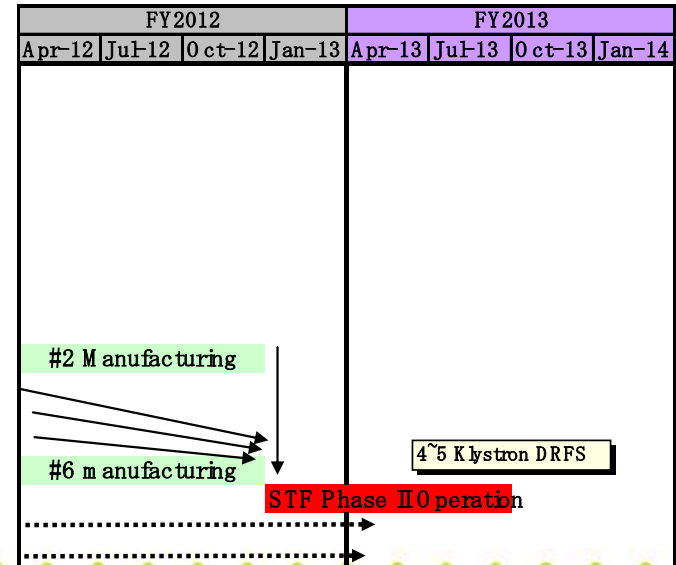 FY2012 FY2013
Apr-12 Jul-12 Oct-12 Jan-13 Apr-13 Jul-13 Oct-13 Jan-14
#2 Manufacturing
4~5 Klystron DRFS
#6 manufacturing
STF Phase II Operation